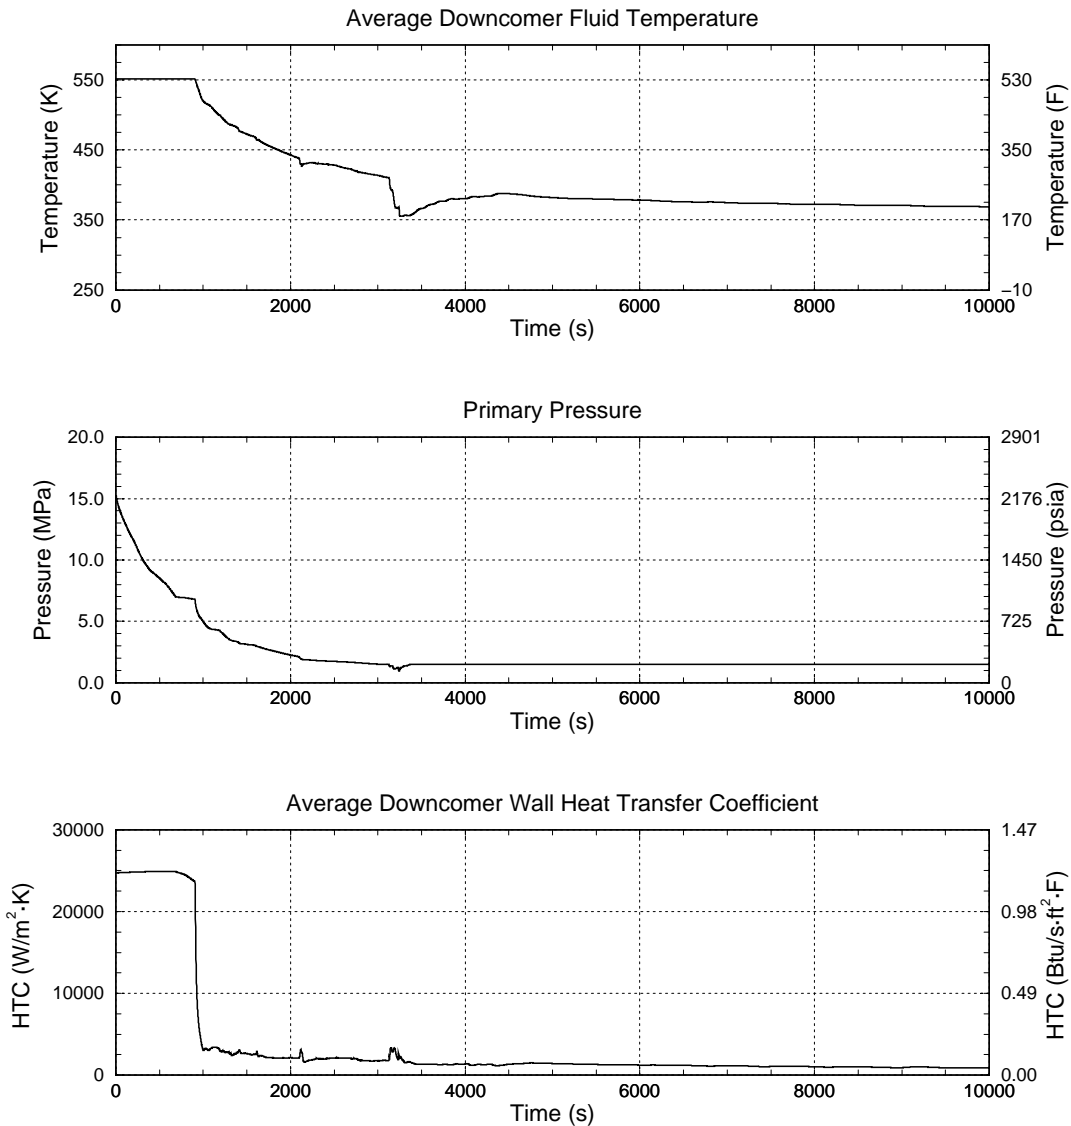 Average Downcomer Fluid Temperature
Temperature (K)
550
450
350
250
530
350
170
−10
Temperature (F)
0 2000 4000 6000 8000 10000
Time (s)
Primary Pressure
Pressure (MPa)
20.0
15.0
10.0
5.0
0.0
2901
2176
1450
725
0
Pressure (psia)
0 2000 4000 6000 8000 10000
Time (s)
Average Downcomer Wall Heat Transfer Coefficient
HTC (W/m²·K)
30000
20000
10000
0
1.47
0.98
0.49
0.00
HTC (Btu/s·ft²·F)
0 2000 4000 6000 8000 10000
Time (s)